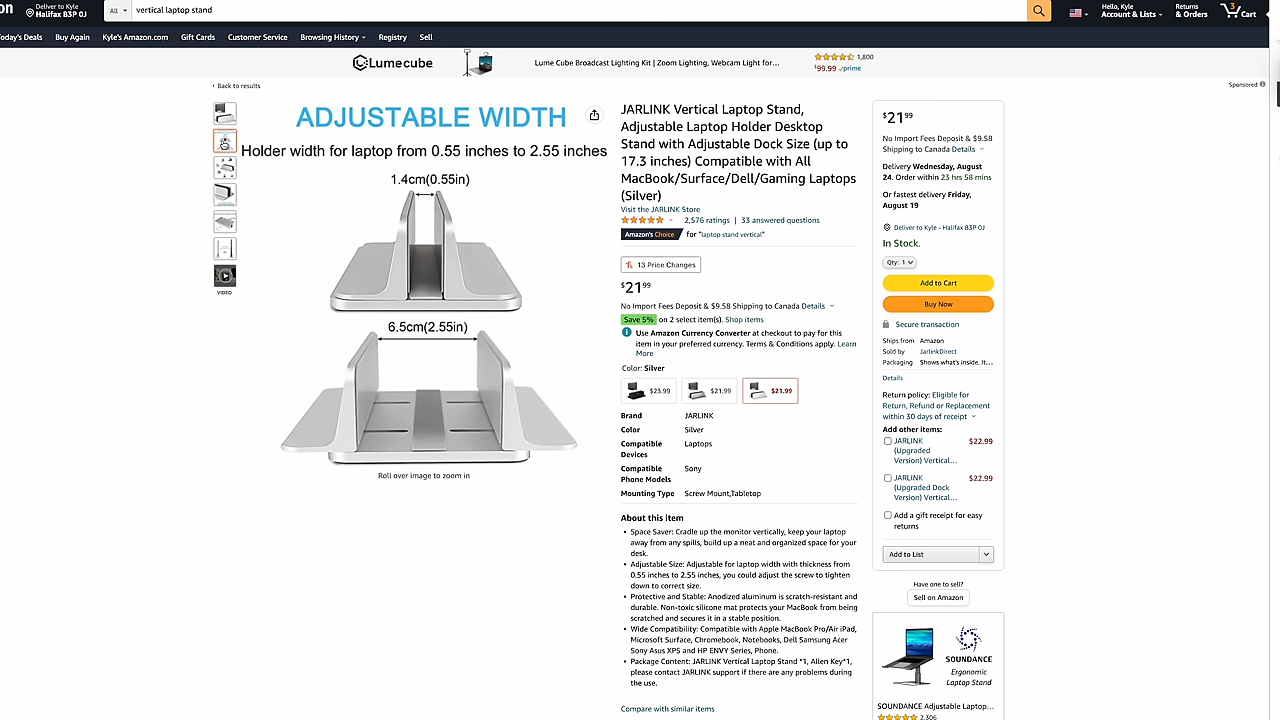 on
Deliver to Kyle
Halifax B3P 0J
All
vertical laptop stand
Hello, Kyle
Account & Lists
Returns
& Orders
3
Cart
oday's Deals
Buy Again
Kyle's Amazon.com
Gift Cards
Customer Service
Browsing History
Registry
Sell
Lumecube
Lume Cube Broadcast Lighting Kit | Zoom Lighting, Webcam Light for...
1,800
$99.99 prime
‹ Back to results
Sponsored
ADJUSTABLE WIDTH
Holder width for laptop from 0.55 inches to 2.55 inches
1.4cm(0.55in)
6.5cm(2.55in)
Roll over image to zoom in
VIDEO
JARLINK Vertical Laptop Stand,
Adjustable Laptop Holder Desktop
Stand with Adjustable Dock Size (up to
17.3 inches) Compatible with All
MacBook/Surface/Dell/Gaming Laptops
(Silver)
Visit the JARLINK Store
2,576 ratings | 33 answered questions
Amazon's Choice for "laptop stand vertical"
13 Price Changes
$21 99
No Import Fees Deposit & $9.58 Shipping to Canada Details
Save 5% on 2 select item(s). Shop items
Use Amazon Currency Converter at checkout to pay for this
item in your preferred currency. Terms & Conditions apply. Learn
More
Color: Silver
$23.99
$21.99
$21.99
Brand JARLINK
Color Silver
Compatible Laptops
Devices
Compatible Sony
Phone Models
Mounting Type Screw Mount,Tabletop
About this item
• Space Saver: Cradle up the monitor vertically, keep your laptop
away from any spills, build up a neat and organized space for your
desk.
• Adjustable Size: Adjustable for laptop width with thickness from
0.55 inches to 2.55 inches, you could adjust the screw to tighten
down to correct size.
• Protective and Stable: Anodized aluminum is scratch-resistant and
durable. Non-toxic silicone mat protects your MacBook from being
scratched and secures it in a stable position.
• Wide Compatibility: Compatible with Apple MacBook Pro/Air iPad,
Microsoft Surface, Chromebook, Notebooks, Dell Samsung Acer
Sony Asus XPS and HP ENVY Series, Phone.
• Package Content: JARLINK Vertical Laptop Stand *1, Allen Key*1,
please contact JARLINK support if there are any problems during
the use.
Compare with similar items
$21 99
No Import Fees Deposit & $9.58
Shipping to Canada Details
Delivery Wednesday, August
24. Order within 23 hrs 58 mins
Or fastest delivery Friday,
August 19
Deliver to Kyle - Halifax B3P 0J
In Stock.
Qty: 1
Add to Cart
Buy Now
Secure transaction
Ships from Amazon
Sold by JarlinkDirect
Packaging Shows what's inside. It...
Details
Return policy: Eligible for
Return, Refund or Replacement
within 30 days of receipt
Add other items:
JARLINK $22.99
(Upgraded
Version) Vertical...
JARLINK $22.99
(Upgraded Dock
Version) Vertical...
Add a gift receipt for easy
returns
Add to List
Have one to sell?
Sell on Amazon
SOUNDANCE
Ergonomic
Laptop Stand
SOUNDANCE Adjustable Laptop...
2,306